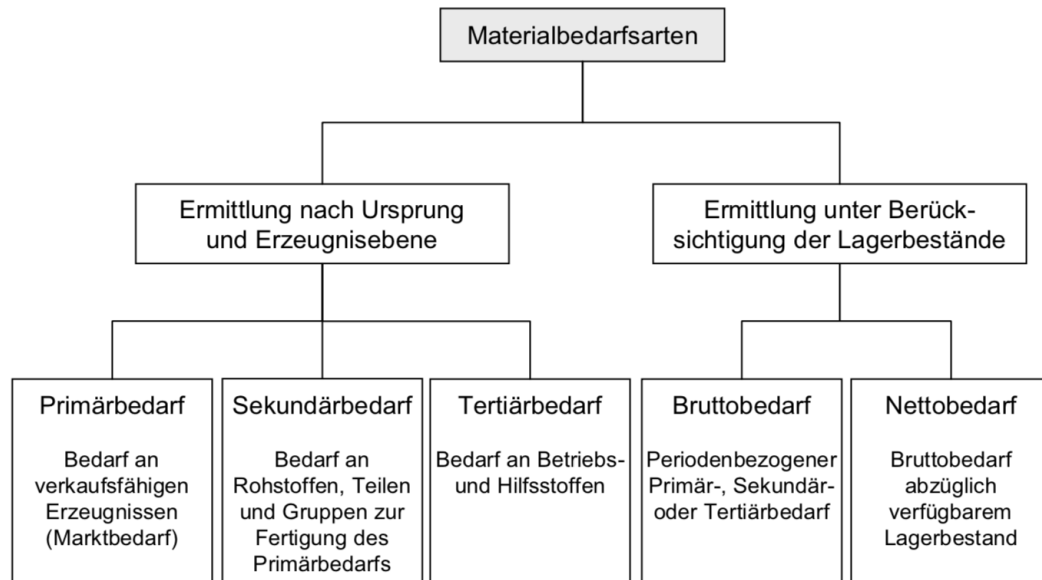 Materialbedarfsarten
Ermittlung nach Ursprung
und Erzeugnisebene
Ermittlung unter Berück-
sichtigung der Lagerbestände
Primärbedarf
Bedarf an
verkaufsfähigen
Erzeugnissen
(Marktbedarf)
Sekundärbedarf
Bedarf an
Rohstoffen, Teilen
und Gruppen zur
Fertigung des
Primärbedarfs
Tertiärbedarf
Bedarf an Betriebs-
und Hilfsstoffen
Bruttobedarf
Periodenbezogener
Primär-, Sekundär-
oder Tertiärbedarf
Nettobedarf
Bruttobedarf
abzüglich
verfügbarem
Lagerbestand